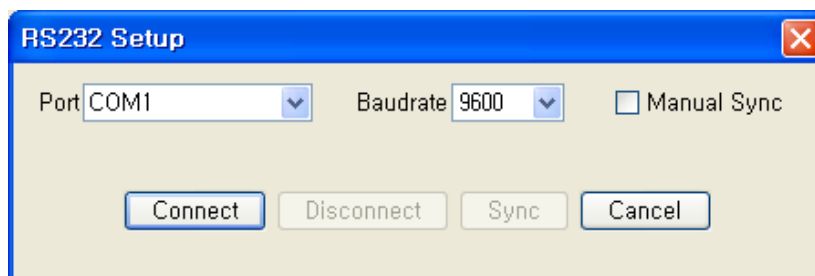 RS232 Setup
Port COM1 Baudrate 9600 Manual Sync
Connect Disconnect Sync Cancel